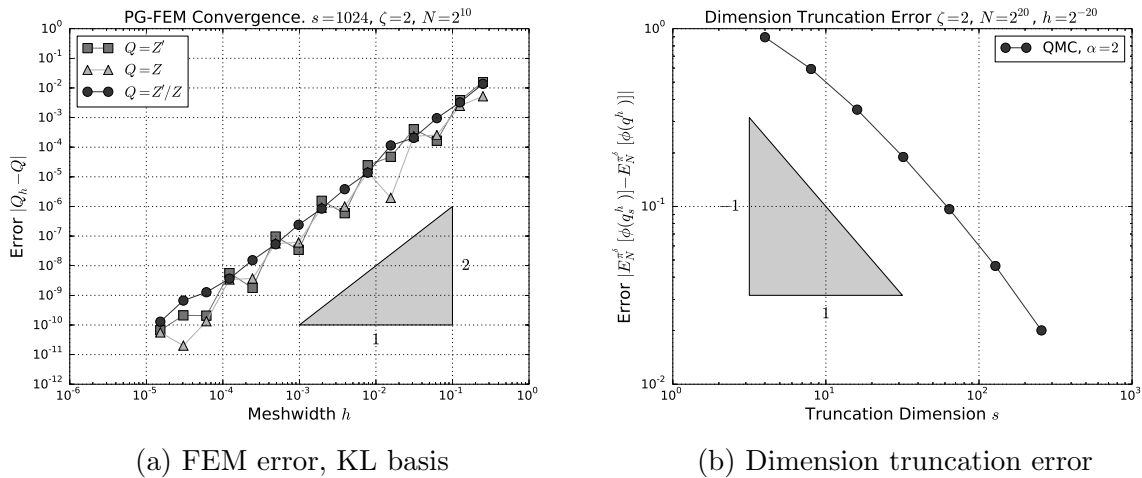 PG-FEM Convergence. s=1024, ζ=2, N=2^10
10^0
10^-1
10^-2
10^-3
10^-4
10^-5
10^-6
10^-7
10^-8
10^-9
10^-10
10^-11
10^-12
Error |Q_h−Q|
Q=Z′
Q=Z
Q=Z′/Z
2
1
10^-6 10^-5 10^-4 10^-3 10^-2 10^-1 10^0
Meshwidth h
(a) FEM error, KL basis
Dimension Truncation Error ζ=2, N=2^20, h=2^-20
10^0
10^-1
10^-2
Error |E_N^{π^δ}[ϕ(q_s^h)]−E_N^{π^δ}[ϕ(q^h)]|
QMC, α=2
−1
1
10^0 10^1 10^2 10^3
Truncation Dimension s
(b) Dimension truncation error